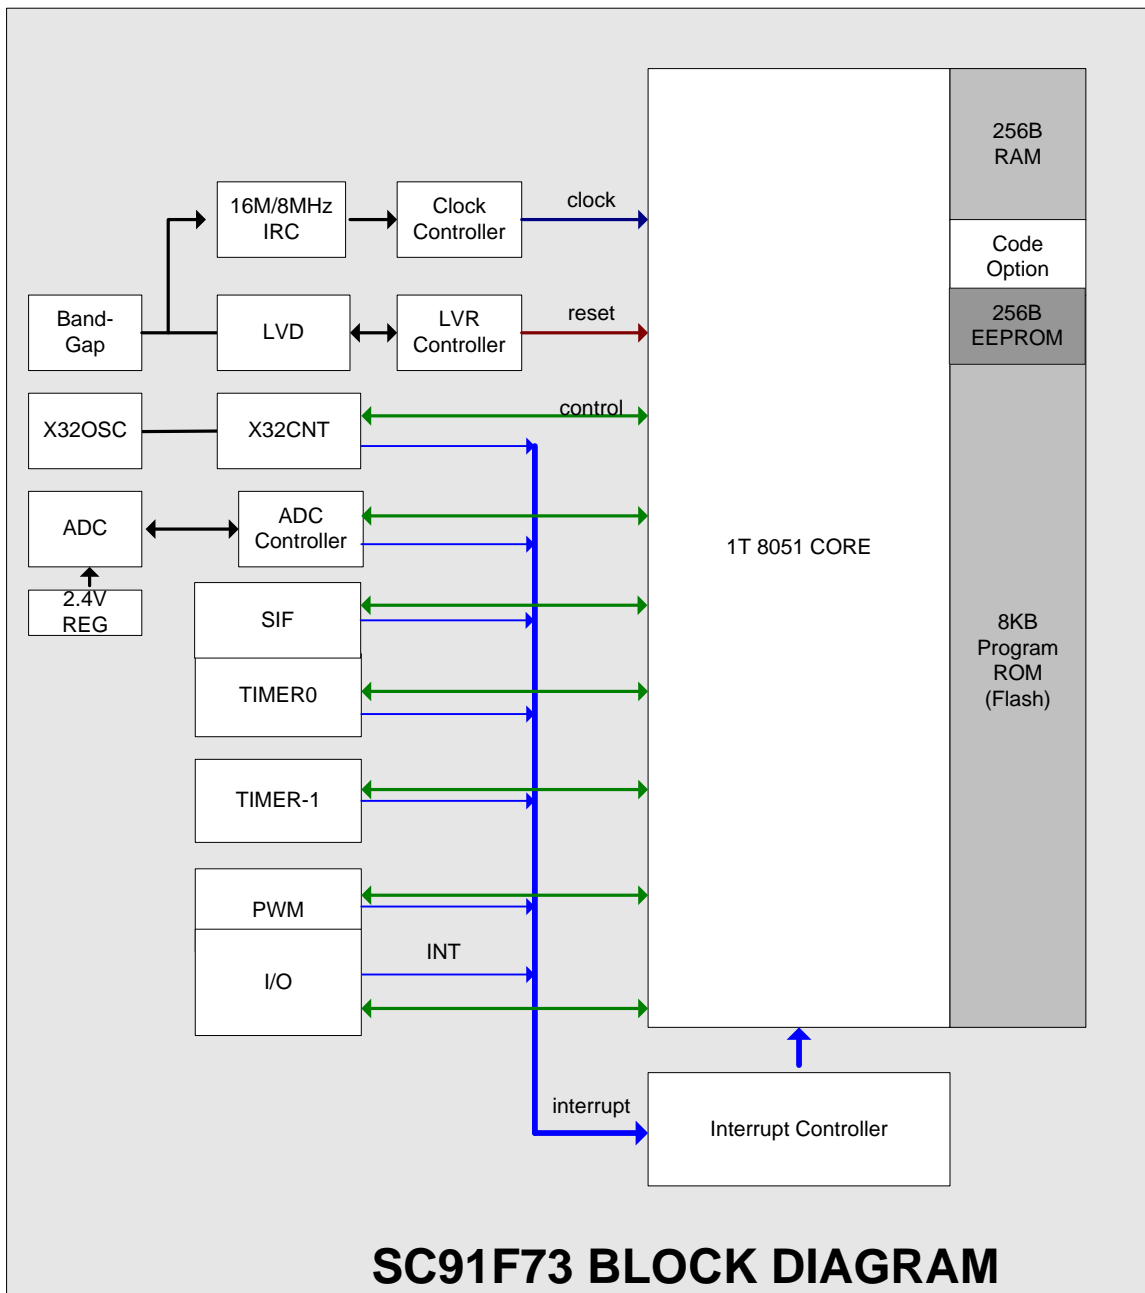 256B
RAM
16M/8MHz
IRC
Clock
Controller
clock
Code
Option
Band-
Gap
LVD
LVR
Controller
reset
256B
EEPROM
X32OSC
X32CNT
control
ADC
ADC
Controller
1T 8051 CORE
2.4V
REG
SIF
8KB
Program
ROM
(Flash)
TIMER0
TIMER-1
PWM
I/O
INT
interrupt
Interrupt Controller
SC91F73 BLOCK DIAGRAM